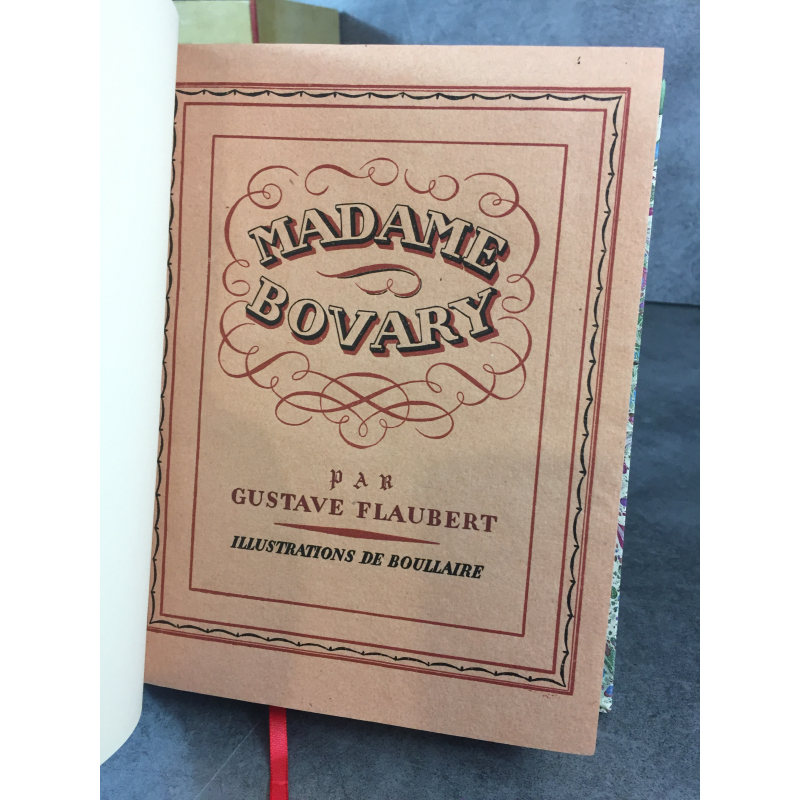 MADAME
BOVARY
PAR
GUSTAVE FLAUBERT
ILLUSTRATIONS DE BOULLAIRE